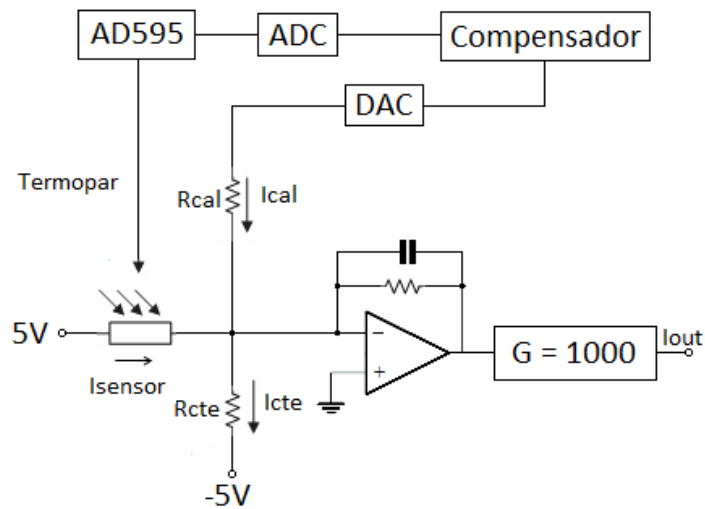 AD595
ADC
Compensador
DAC
Termopar
Rcal
Ical
5V
Isensor
Rcte
Icte
-5V
−
+
G = 1000
Iout